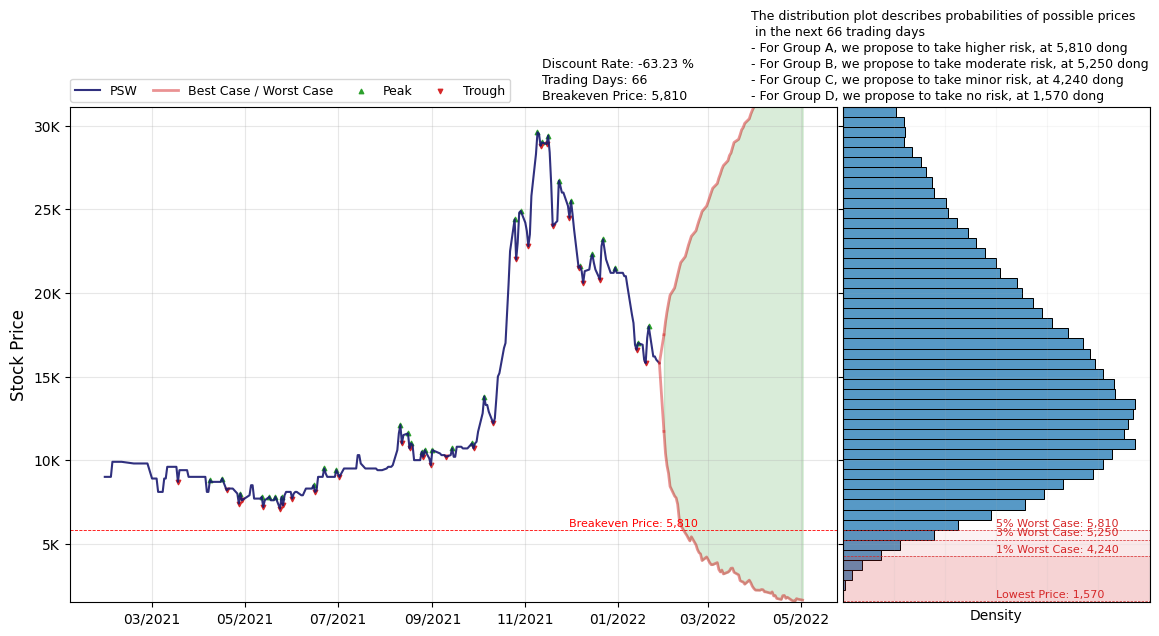 The distribution plot describes probabilities of possible prices
in the next 66 trading days
- For Group A, we propose to take higher risk, at 5,810 dong
- For Group B, we propose to take moderate risk, at 5,250 dong
- For Group C, we propose to take minor risk, at 4,240 dong
- For Group D, we propose to take no risk, at 1,570 dong
Discount Rate: -63.23 %
Trading Days: 66
Breakeven Price: 5,810
PSW
Best Case / Worst Case
Peak
Trough
Stock Price
30K
25K
20K
15K
10K
5K
Breakeven Price: 5,810
03/2021
05/2021
07/2021
09/2021
11/2021
01/2022
03/2022
05/2022
5% Worst Case: 5,810
3% Worst Case: 5,250
1% Worst Case: 4,240
Lowest Price: 1,570
Density